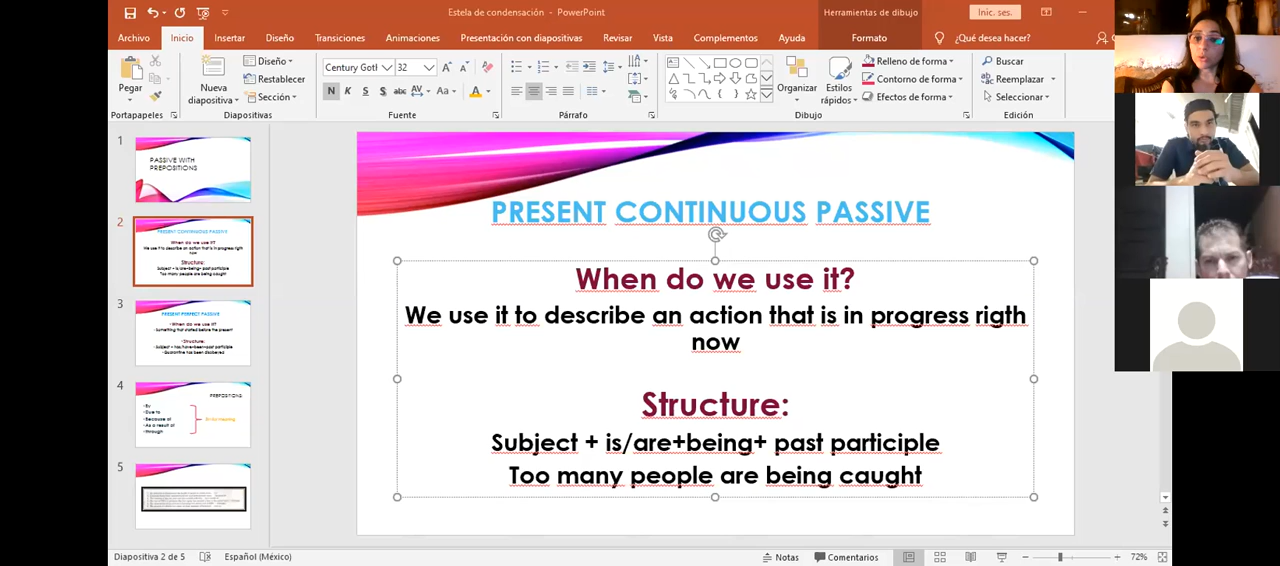 Estela de condensación - PowerPoint
Herramientas de dibujo
Inic. ses.
Archivo Inicio Insertar Diseño Transiciones Animaciones Presentación con diapositivas Revisar Vista Complementos Ayuda Formato ¿Qué desea hacer?
Pegar
Portapapeles
Nueva diapositiva
Diseño
Restablecer
Sección
Diapositivas
Century Gotl 32
N K S S abc AV Aa A
Fuente
Párrafo
Organizar
Estilos rápidos
Relleno de forma
Contorno de forma
Efectos de forma
Dibujo
Buscar
Reemplazar
Seleccionar
Edición
1
PASSIVE WITH
PREPOSITIONS
2
PRESENT CONTINUOUS PASSIVE
When do we use it?
We use it to describe an action that is in progress rigth
now
Structure:
Subject + is/are+being+ past participle
Too many people are being caught
3
PRESENT PERFECT PASSIVE
When do we use it?
Something that started before the present
Structure:
Subject + has/have+been+past participle
Quarantine has been disobeyed
4
PREPOSITIONS
By
Due to
Because of
As a result of
through
5
PRESENT CONTINUOUS PASSIVE
When do we use it?
We use it to describe an action that is in progress rigth
now
Structure:
Subject + is/are+being+ past participle
Too many people are being caught
Diapositiva 2 de 5
Español (México)
Notas
Comentarios
72%